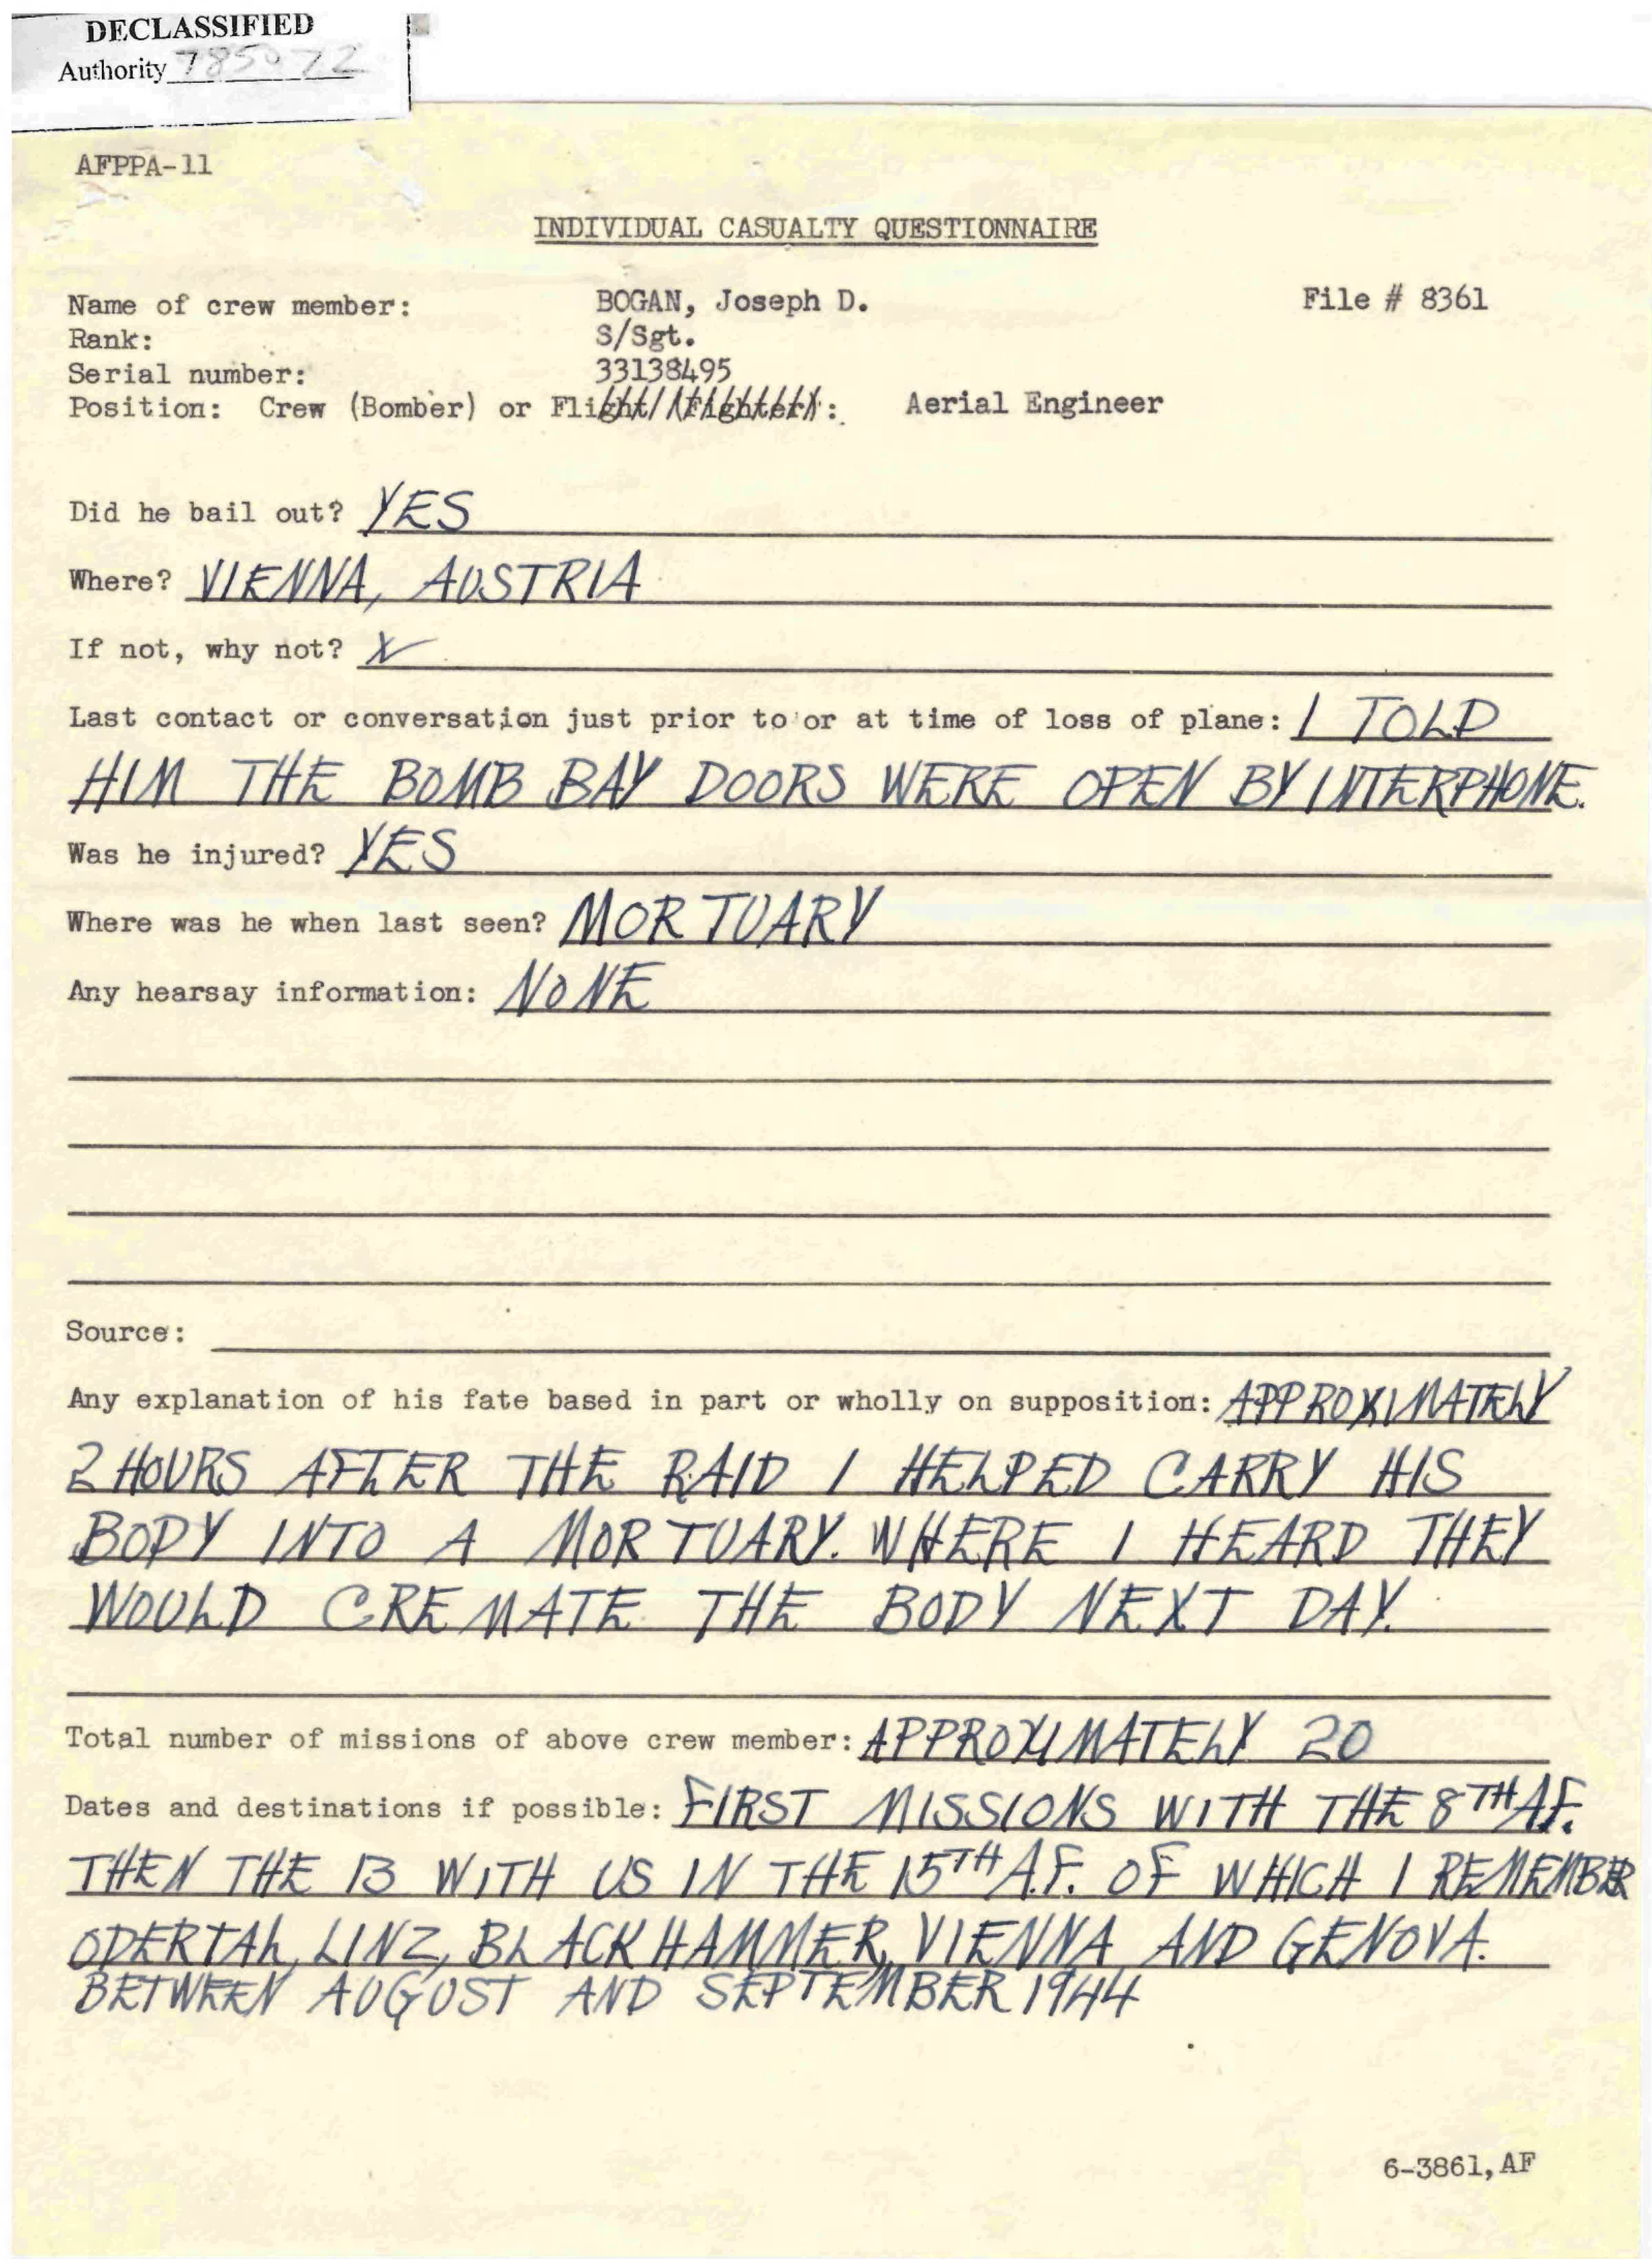 DECLASSIFIED
Authority 785072
AFPPA-11
INDIVIDUAL CASUALTY QUESTIONNAIRE
Name of crew member: BOGAN, Joseph D. File # 8361
Rank: S/Sgt.
Serial number: 33138495
Position: Crew (Bomber) or Flight (Fighter): Aerial Engineer
Did he bail out? YES
Where? VIENNA, AUSTRIA
If not, why not? X
Last contact or conversation just prior to or at time of loss of plane: I TOLD
HIM THE BOMB BAY DOORS WERE OPEN BY INTERPHONE.
Was he injured? YES
Where was he when last seen? MORTUARY
Any hearsay information: NONE
Source:
Any explanation of his fate based in part or wholly on supposition: APPROXIMATELY
2 HOURS AFTER THE RAID I HELPED CARRY HIS
BODY INTO A MORTUARY. WHERE I HEARD THEY
WOULD CREMATE THE BODY NEXT DAY.
Total number of missions of above crew member: APPROXIMATELY 20
Dates and destinations if possible: FIRST MISSIONS WITH THE 8TH AF.
THEN THE 13 WITH US IN THE 15TH A.F. OF WHICH I REMEMBER
ODERTAL, LINZ, BLACKHAMMER, VIENNA, AND GENOVA.
BETWEEN AUGUST AND SEPTEMBER 1944
6-3861, AF